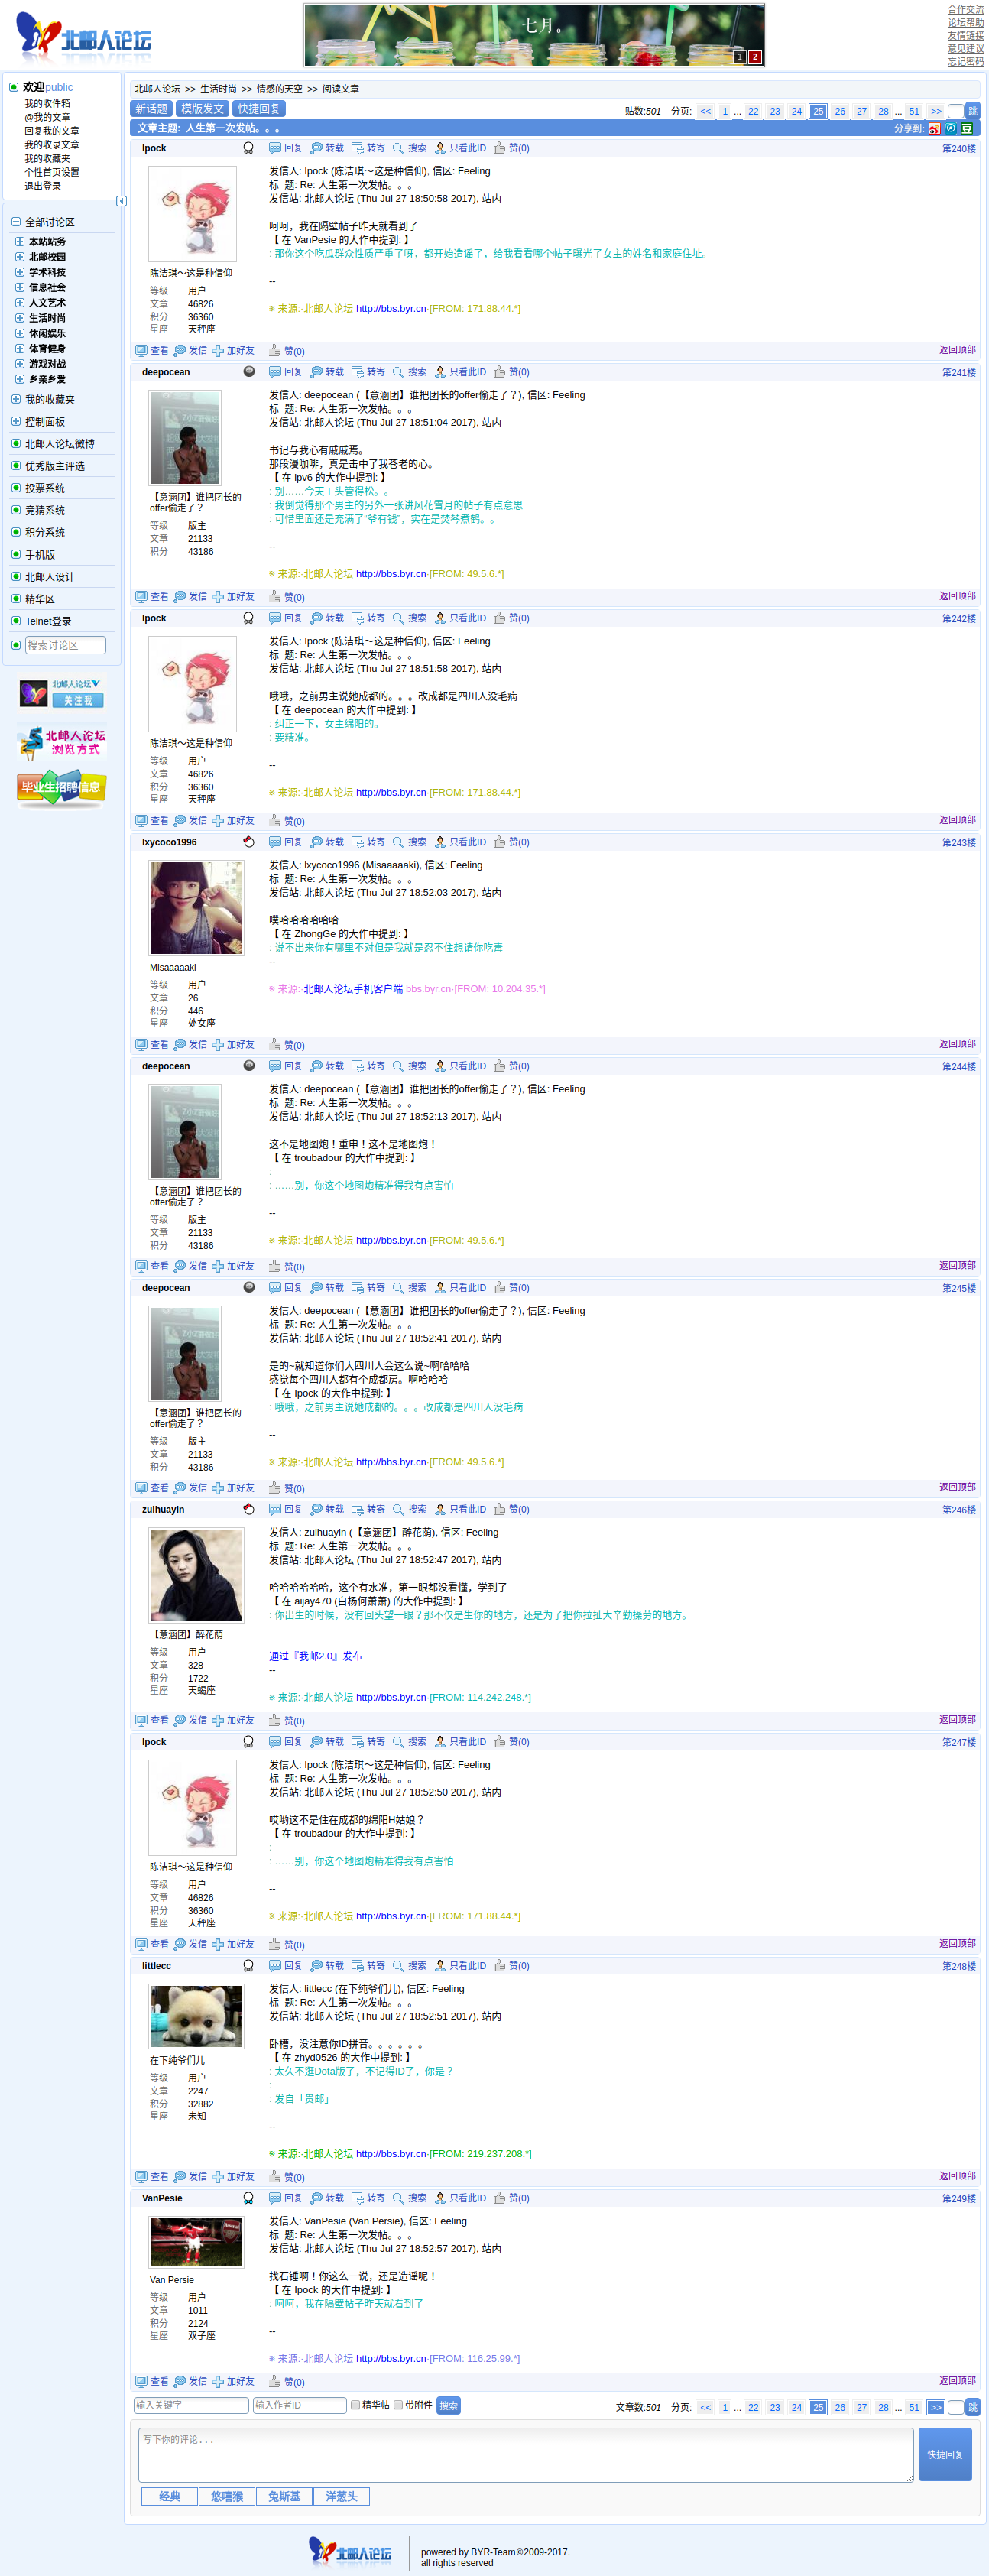 北邮人论坛
七月。
1 2
合作交流
论坛帮助
友情链接
意见建议
忘记密码
欢迎public
我的收件箱
@我的文章
回复我的文章
我的收录文章
我的收藏夹
个性首页设置
退出登录
全部讨论区
本站站务
北邮校园
学术科技
信息社会
人文艺术
生活时尚
休闲娱乐
体育健身
游戏对战
乡亲乡爱
我的收藏夹
控制面板
北邮人论坛微博
优秀版主评选
投票系统
竞猜系统
积分系统
手机版
北邮人设计
精华区
Telnet登录
搜索讨论区
北邮人论坛
关注我
北邮人论坛
浏览方式
毕业生招聘信息
北邮人论坛 >> 生活时尚 >> 情感的天空 >> 阅读文章
新话题 模版发文 快捷回复
贴数:501 分页: << 1 ... 22 23 24 25 26 27 28 ... 51 >> 跳
文章主题: 人生第一次发帖。。。 分享到:
lpock 回复 转载 转寄 搜索 只看此ID 赞(0) 第240楼
陈洁琪～这是种信仰
等级 用户
文章 46826
积分 36360
星座 天秤座
发信人: lpock (陈洁琪～这是种信仰), 信区: Feeling
标 题: Re: 人生第一次发帖。。。
发信站: 北邮人论坛 (Thu Jul 27 18:50:58 2017), 站内
呵呵，我在隔壁帖子昨天就看到了
【 在 VanPesie 的大作中提到: 】
: 那你这个吃瓜群众性质严重了呀，都开始造谣了，给我看看哪个帖子曝光了女主的姓名和家庭住址。
--
※ 来源:·北邮人论坛 http://bbs.byr.cn·[FROM: 171.88.44.*]
查看 发信 加好友 赞(0) 返回顶部
deepocean 回复 转载 转寄 搜索 只看此ID 赞(0) 第241楼
【意涵团】谁把团长的
offer偷走了？
等级 版主
文章 21133
积分 43186
发信人: deepocean (【意涵团】谁把团长的offer偷走了？), 信区: Feeling
标 题: Re: 人生第一次发帖。。。
发信站: 北邮人论坛 (Thu Jul 27 18:51:04 2017), 站内
书记与我心有戚戚焉。
那段漫咖啡，真是击中了我苍老的心。
【 在 ipv6 的大作中提到: 】
: 别……今天工头管得松。。
: 我倒觉得那个男主的另外一张讲风花雪月的帖子有点意思
: 可惜里面还是充满了“爷有钱”，实在是焚琴煮鹤。。
--
※ 来源:·北邮人论坛 http://bbs.byr.cn·[FROM: 49.5.6.*]
查看 发信 加好友 赞(0) 返回顶部
lpock 回复 转载 转寄 搜索 只看此ID 赞(0) 第242楼
陈洁琪～这是种信仰
等级 用户
文章 46826
积分 36360
星座 天秤座
发信人: lpock (陈洁琪～这是种信仰), 信区: Feeling
标 题: Re: 人生第一次发帖。。。
发信站: 北邮人论坛 (Thu Jul 27 18:51:58 2017), 站内
哦哦，之前男主说她成都的。。。改成都是四川人没毛病
【 在 deepocean 的大作中提到: 】
: 纠正一下，女主绵阳的。
: 要精准。
--
※ 来源:·北邮人论坛 http://bbs.byr.cn·[FROM: 171.88.44.*]
查看 发信 加好友 赞(0) 返回顶部
lxycoco1996 回复 转载 转寄 搜索 只看此ID 赞(0) 第243楼
Misaaaaaki
等级 用户
文章 26
积分 446
星座 处女座
发信人: lxycoco1996 (Misaaaaaki), 信区: Feeling
标 题: Re: 人生第一次发帖。。。
发信站: 北邮人论坛 (Thu Jul 27 18:52:03 2017), 站内
噗哈哈哈哈哈哈
【 在 ZhongGe 的大作中提到: 】
: 说不出来你有哪里不对但是我就是忍不住想请你吃毒
--
※ 来源:·北邮人论坛手机客户端 bbs.byr.cn·[FROM: 10.204.35.*]
查看 发信 加好友 赞(0) 返回顶部
deepocean 回复 转载 转寄 搜索 只看此ID 赞(0) 第244楼
【意涵团】谁把团长的
offer偷走了？
等级 版主
文章 21133
积分 43186
发信人: deepocean (【意涵团】谁把团长的offer偷走了？), 信区: Feeling
标 题: Re: 人生第一次发帖。。。
发信站: 北邮人论坛 (Thu Jul 27 18:52:13 2017), 站内
这不是地图炮！重申！这不是地图炮！
【 在 troubadour 的大作中提到: 】
:
: ……别，你这个地图炮精准得我有点害怕
--
※ 来源:·北邮人论坛 http://bbs.byr.cn·[FROM: 49.5.6.*]
查看 发信 加好友 赞(0) 返回顶部
deepocean 回复 转载 转寄 搜索 只看此ID 赞(0) 第245楼
【意涵团】谁把团长的
offer偷走了？
等级 版主
文章 21133
积分 43186
发信人: deepocean (【意涵团】谁把团长的offer偷走了？), 信区: Feeling
标 题: Re: 人生第一次发帖。。。
发信站: 北邮人论坛 (Thu Jul 27 18:52:41 2017), 站内
是的~就知道你们大四川人会这么说~啊哈哈哈
感觉每个四川人都有个成都房。啊哈哈哈
【 在 lpock 的大作中提到: 】
: 哦哦，之前男主说她成都的。。。改成都是四川人没毛病
--
※ 来源:·北邮人论坛 http://bbs.byr.cn·[FROM: 49.5.6.*]
查看 发信 加好友 赞(0) 返回顶部
zuihuayin 回复 转载 转寄 搜索 只看此ID 赞(0) 第246楼
【意涵团】醉花荫
等级 用户
文章 328
积分 1722
星座 天蝎座
发信人: zuihuayin (【意涵团】醉花荫), 信区: Feeling
标 题: Re: 人生第一次发帖。。。
发信站: 北邮人论坛 (Thu Jul 27 18:52:47 2017), 站内
哈哈哈哈哈哈，这个有水准，第一眼都没看懂，学到了
【 在 aijay470 (白杨何萧萧) 的大作中提到: 】
: 你出生的时候，没有回头望一眼？那不仅是生你的地方，还是为了把你拉扯大辛勤操劳的地方。
通过『我邮2.0』发布
--
※ 来源:·北邮人论坛 http://bbs.byr.cn·[FROM: 114.242.248.*]
查看 发信 加好友 赞(0) 返回顶部
lpock 回复 转载 转寄 搜索 只看此ID 赞(0) 第247楼
陈洁琪～这是种信仰
等级 用户
文章 46826
积分 36360
星座 天秤座
发信人: lpock (陈洁琪～这是种信仰), 信区: Feeling
标 题: Re: 人生第一次发帖。。。
发信站: 北邮人论坛 (Thu Jul 27 18:52:50 2017), 站内
哎哟这不是住在成都的绵阳H姑娘？
【 在 troubadour 的大作中提到: 】
:
: ……别，你这个地图炮精准得我有点害怕
--
※ 来源:·北邮人论坛 http://bbs.byr.cn·[FROM: 171.88.44.*]
查看 发信 加好友 赞(0) 返回顶部
littlecc 回复 转载 转寄 搜索 只看此ID 赞(0) 第248楼
在下纯爷们儿
等级 用户
文章 2247
积分 32882
星座 未知
发信人: littlecc (在下纯爷们儿), 信区: Feeling
标 题: Re: 人生第一次发帖。。。
发信站: 北邮人论坛 (Thu Jul 27 18:52:51 2017), 站内
卧槽，没注意你ID拼音。。。。。。
【 在 zhyd0526 的大作中提到: 】
: 太久不逛Dota版了，不记得ID了，你是？
:
: 发自「贵邮」
--
※ 来源:·北邮人论坛 http://bbs.byr.cn·[FROM: 219.237.208.*]
查看 发信 加好友 赞(0) 返回顶部
VanPesie 回复 转载 转寄 搜索 只看此ID 赞(0) 第249楼
Van Persie
等级 用户
文章 1011
积分 2124
星座 双子座
发信人: VanPesie (Van Persie), 信区: Feeling
标 题: Re: 人生第一次发帖。。。
发信站: 北邮人论坛 (Thu Jul 27 18:52:57 2017), 站内
找石锤啊！你这么一说，还是造谣呢！
【 在 lpock 的大作中提到: 】
: 呵呵，我在隔壁帖子昨天就看到了
--
※ 来源:·北邮人论坛 http://bbs.byr.cn·[FROM: 116.25.99.*]
查看 发信 加好友 赞(0) 返回顶部
输入关键字 输入作者ID 精华帖 带附件 搜索
文章数:501 分页: << 1 ... 22 23 24 25 26 27 28 ... 51 >> 跳
写下你的评论...
快捷回复
经典 悠嘻猴 兔斯基 洋葱头
北邮人论坛
powered by BYR-Team©2009-2017.
all rights reserved